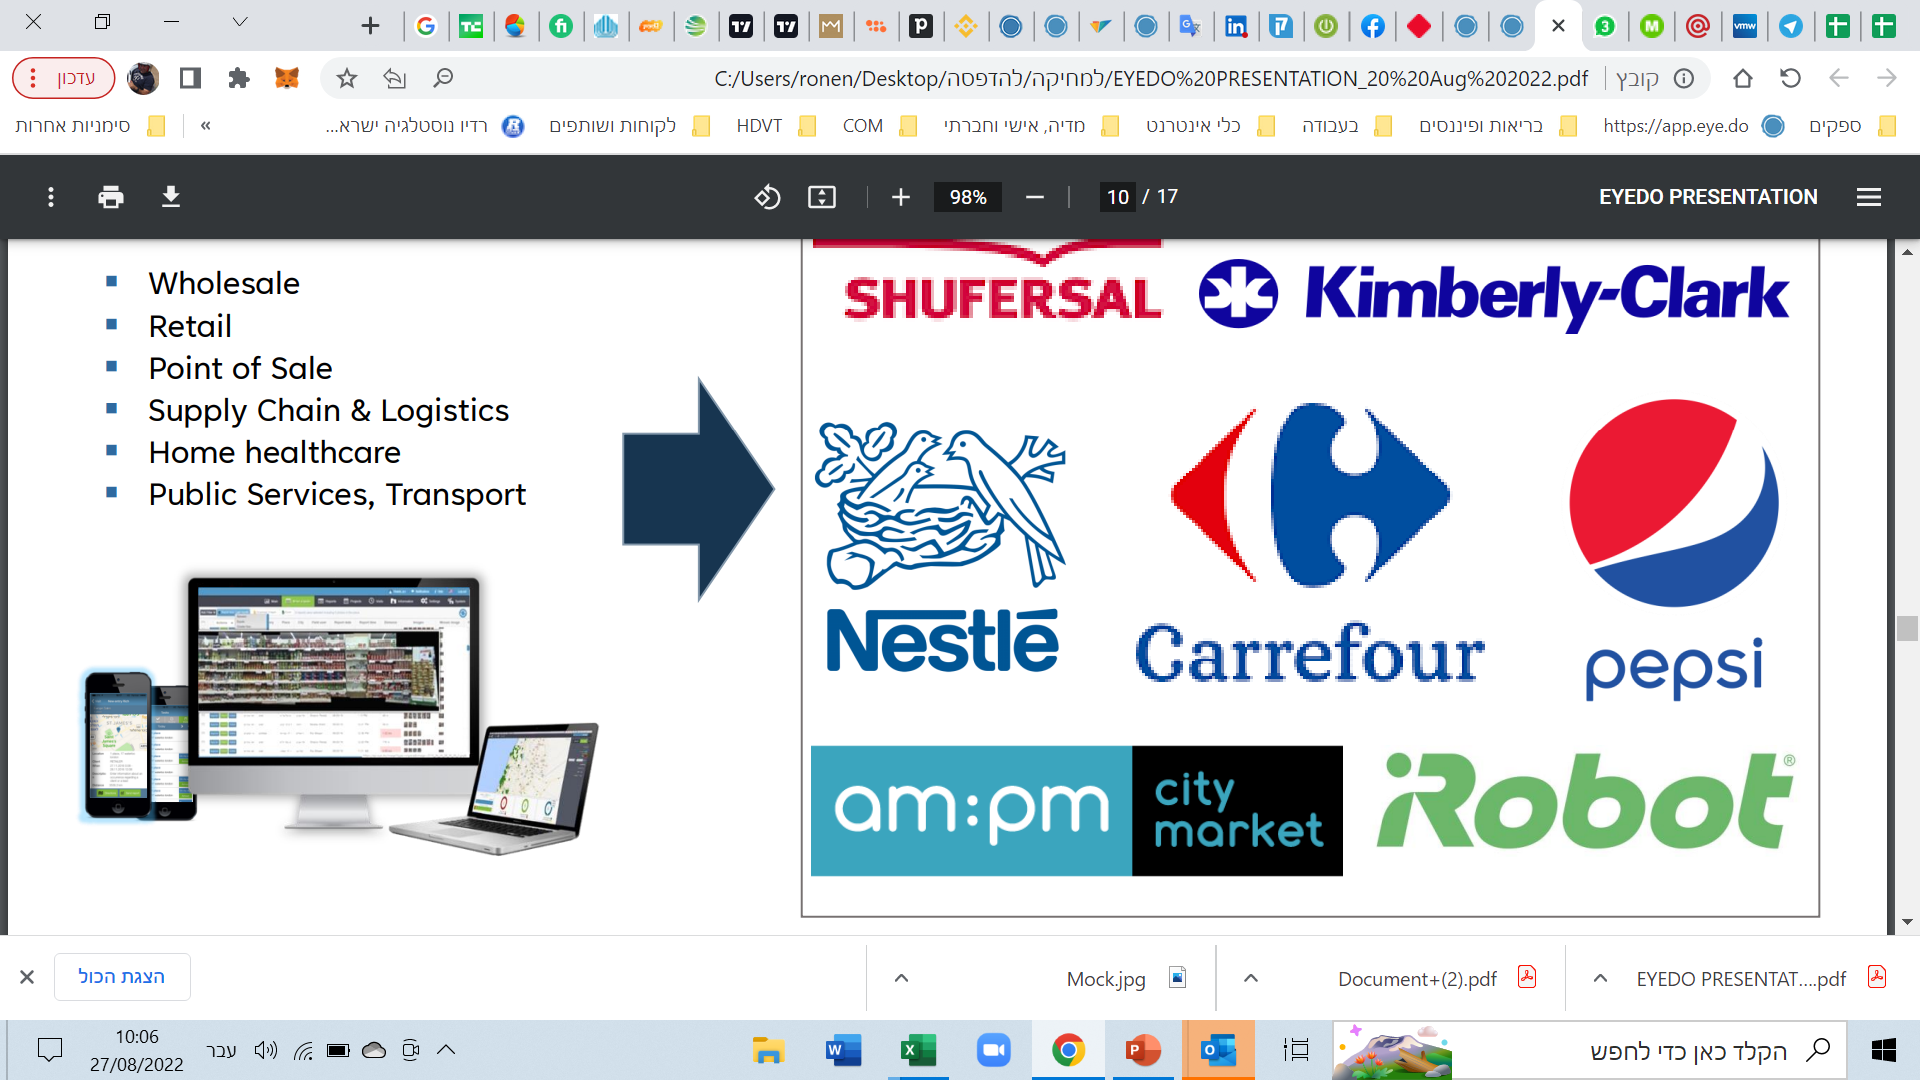 עדכון
C:/Users/ronen/Desktop/למחיקה/להדפסה/EYEDO%20PRESENTATION_20%20Aug%202022.pdf
קובץ
סימניות אחרות
«
רדיו נוסטלגיה ישרא...
לקוחות ושותפים
HDVT
COM
מדיה, אישי וחברתי
כלי אינטרנט
בעבודה
בריאות ופיננסים
https://app.eye.do
ספקים
98%
10 / 17
EYEDO PRESENTATION
Wholesale
Retail
Point of Sale
Supply Chain & Logistics
Home healthcare
Public Services, Transport
SHUFERSAL
Kimberly-Clark
Nestlé
Carrefour
pepsi
am:pm
city
market
iRobot®
הצגת הכול
Mock.jpg
Document+(2).pdf
EYEDO PRESENTAT....pdf
10:06
27/08/2022
עבר
הקלד כאן כדי לחפש